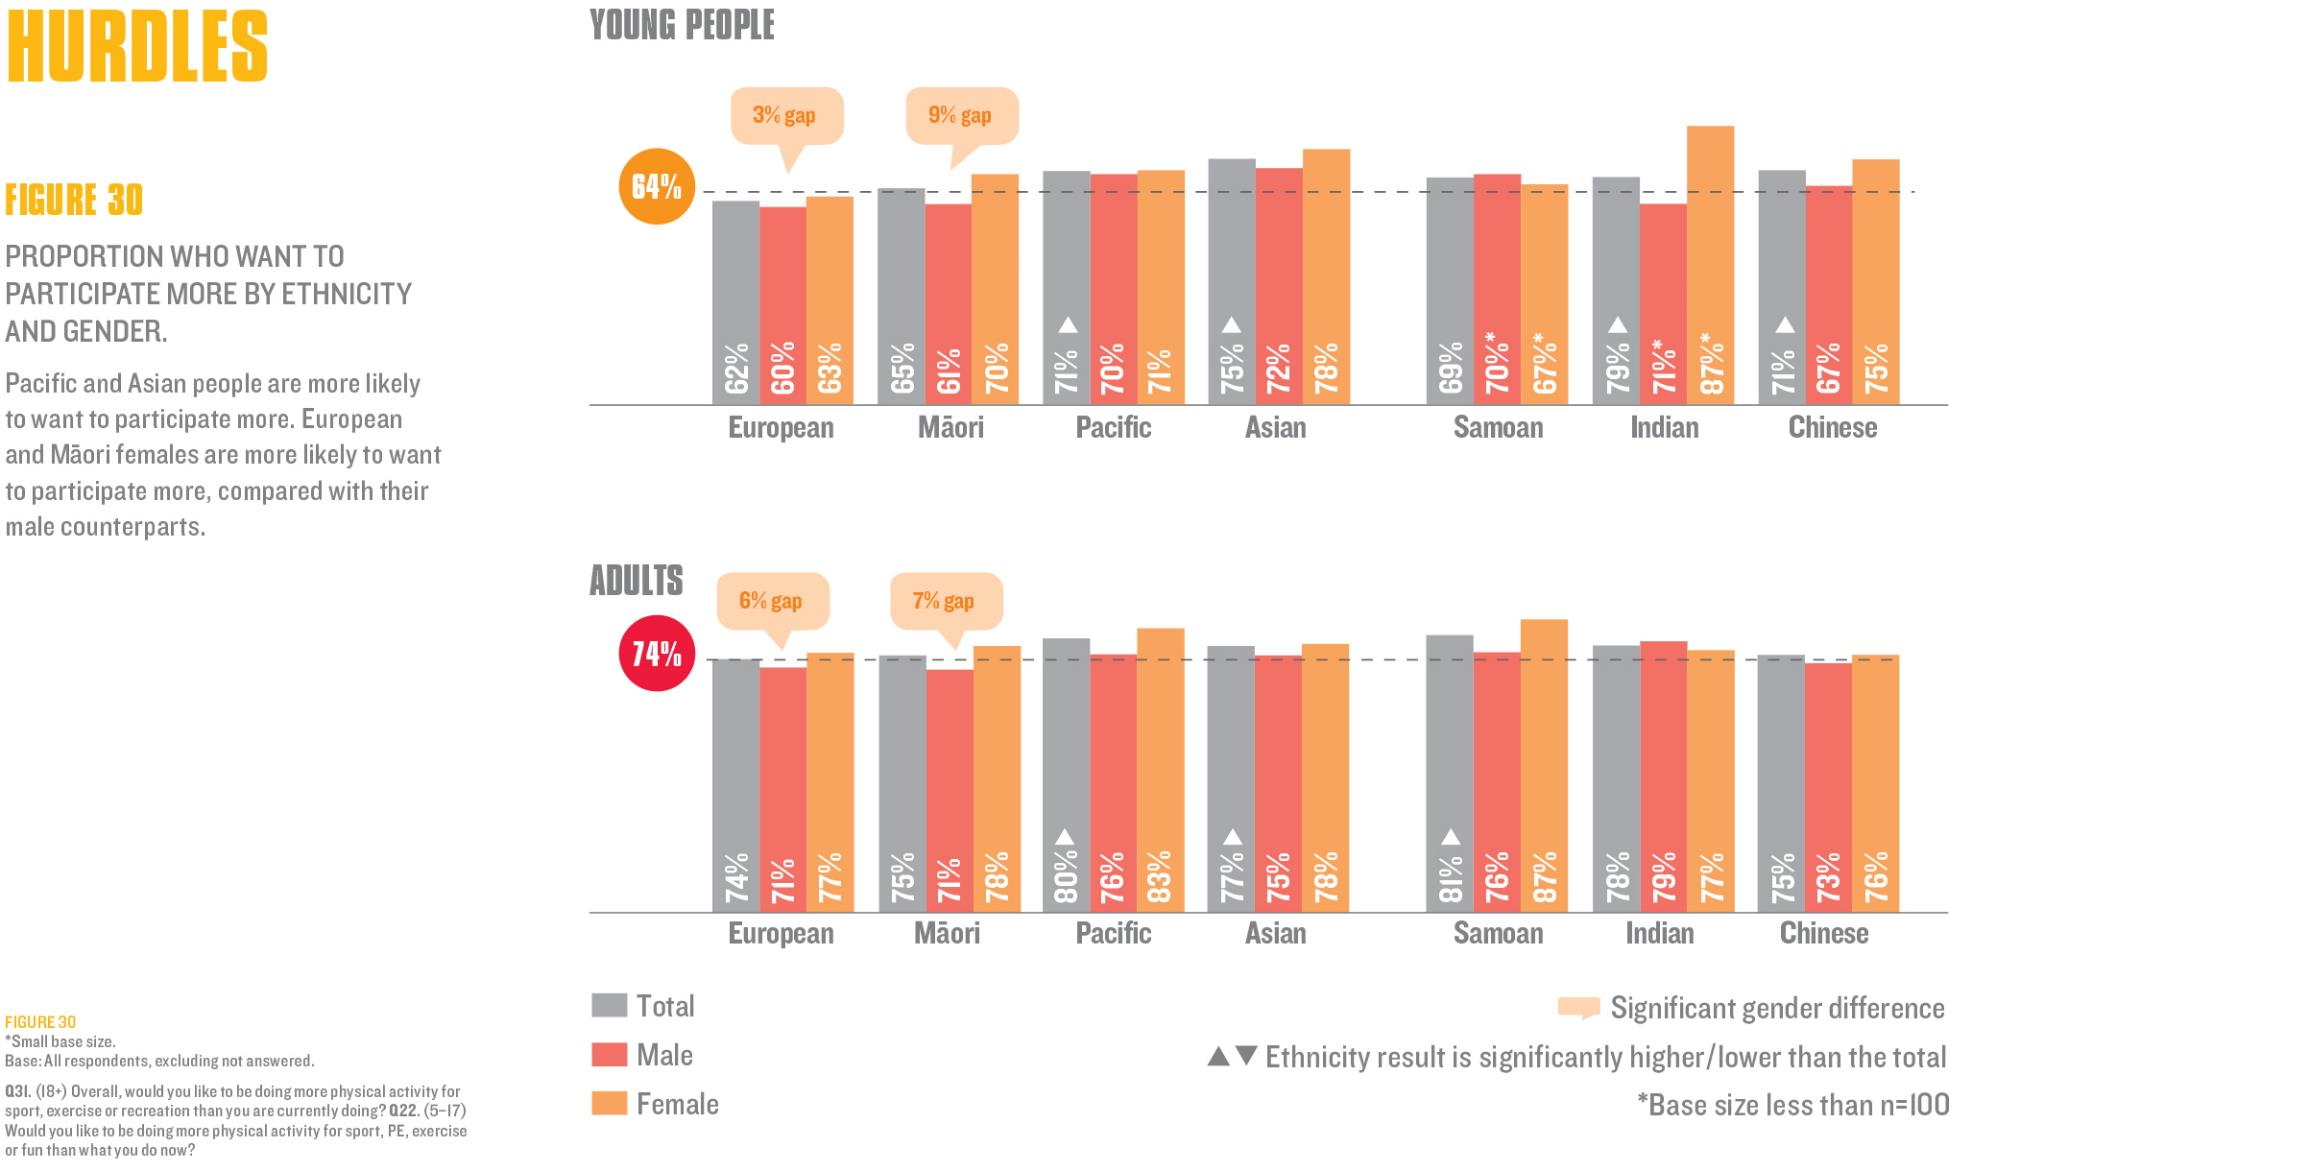 HURDLES
FIGURE 30
PROPORTION WHO WANT TO
PARTICIPATE MORE BY ETHNICITY
AND GENDER.
Pacific and Asian people are more likely
to want to participate more. European
and Māori females are more likely to want
to participate more, compared with their
male counterparts.
YOUNG PEOPLE
3% gap
9% gap
64%
62% 60% 63% 65% 61% 70% 71% ▲ 70% 71% 75% ▲ 72% 78% 69% 70%* 67%* 79% ▲ 71%* 87%* 71% ▲ 67% 75%
European Māori Pacific Asian Samoan Indian Chinese
ADULTS
6% gap
7% gap
74%
74% 71% 77% 75% 71% 78% 80% ▲ 76% 83% 77% ▲ 75% 78% 81% ▲ 76% 87% 78% 79% 77% 75% 73% 76%
European Māori Pacific Asian Samoan Indian Chinese
Total
Male
Female
Significant gender difference
▲▼ Ethnicity result is significantly higher/lower than the total
*Base size less than n=100
FIGURE 30
*Small base size.
Base: All respondents, excluding not answered.
Q31. (18+) Overall, would you like to be doing more physical activity for
sport, exercise or recreation than you are currently doing? Q22. (5–17)
Would you like to be doing more physical activity for sport, PE, exercise
or fun than what you do now?